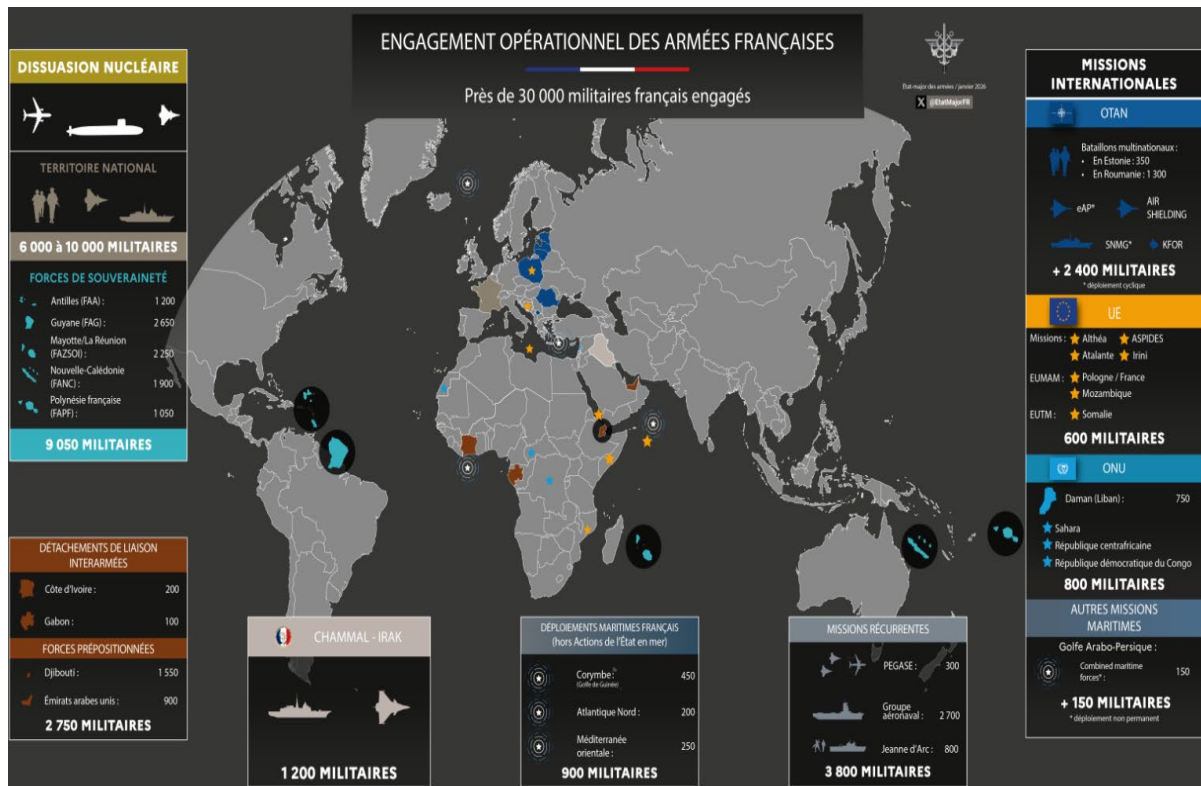 ENGAGEMENT OPÉRATIONNEL DES ARMÉES FRANÇAISES
Près de 30 000 militaires français engagés
État-major des armées / janvier 2026
X @EtatMajorFR
DISSUASION NUCLÉAIRE
TERRITOIRE NATIONAL
6 000 à 10 000 MILITAIRES
FORCES DE SOUVERAINETÉ
Antilles (FAA) : 1 200
Guyane (FAG) : 2 650
Mayotte/La Réunion
(FAZSOI) : 2 250
Nouvelle-Calédonie
(FANC) : 1 900
Polynésie française
(FAPF) : 1 050
9 050 MILITAIRES
DÉTACHEMENTS DE LIAISON
INTERARMÉES
Côte d'Ivoire : 200
Gabon : 100
FORCES PRÉPOSITIONNÉES
Djibouti : 1 550
Émirats arabes unis : 900
2 750 MILITAIRES
CHAMMAL - IRAK
1 200 MILITAIRES
DÉPLOIEMENTS MARITIMES FRANÇAIS
(hors Actions de l'État en mer)
Corymbe : 450
(Golfe de Guinée)
Atlantique Nord : 200
Méditerranée
orientale : 250
900 MILITAIRES
MISSIONS RÉCURRENTES
PEGASE : 300
Groupe
aéronaval : 2 700
Jeanne d'Arc : 800
3 800 MILITAIRES
MISSIONS
INTERNATIONALES
OTAN
Bataillons multinationaux :
• En Estonie : 350
• En Roumanie : 1 300
eAP* AIR
SHIELDING
SNMG* KFOR
+ 2 400 MILITAIRES
* déploiement cyclique
UE
Missions : Althéa ASPIDES
Atalante Irini
EUMAM : Pologne / France
Mozambique
EUTM : Somalie
600 MILITAIRES
ONU
Daman (Liban) : 750
Sahara
République centrafricaine
République démocratique du Congo
800 MILITAIRES
AUTRES MISSIONS
MARITIMES
Golfe Arabo-Persique :
Combined maritime
forces* : 150
+ 150 MILITAIRES
* déploiement non permanent